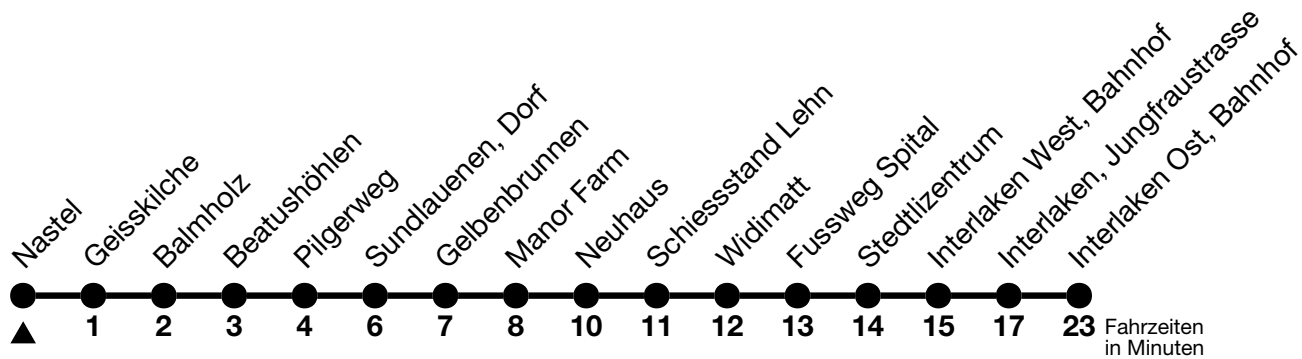 Nastel
Geisskilche
Balmholz
Beatushöhlen
Pilgerweg
Sundlauenen, Dorf
Gelbenbrunnen
Manor Farm
Neuhaus
Schiessstand Lehn
Widimatt
Fussweg Spital
Stedtlizentrum
Interlaken West, Bahnhof
Interlaken, Jungfraustrasse
Interlaken Ost, Bahnhof
1 2 3 4 6 7 8 10 11 12 13 14 15 17 23 Fahrzeiten
in Minuten